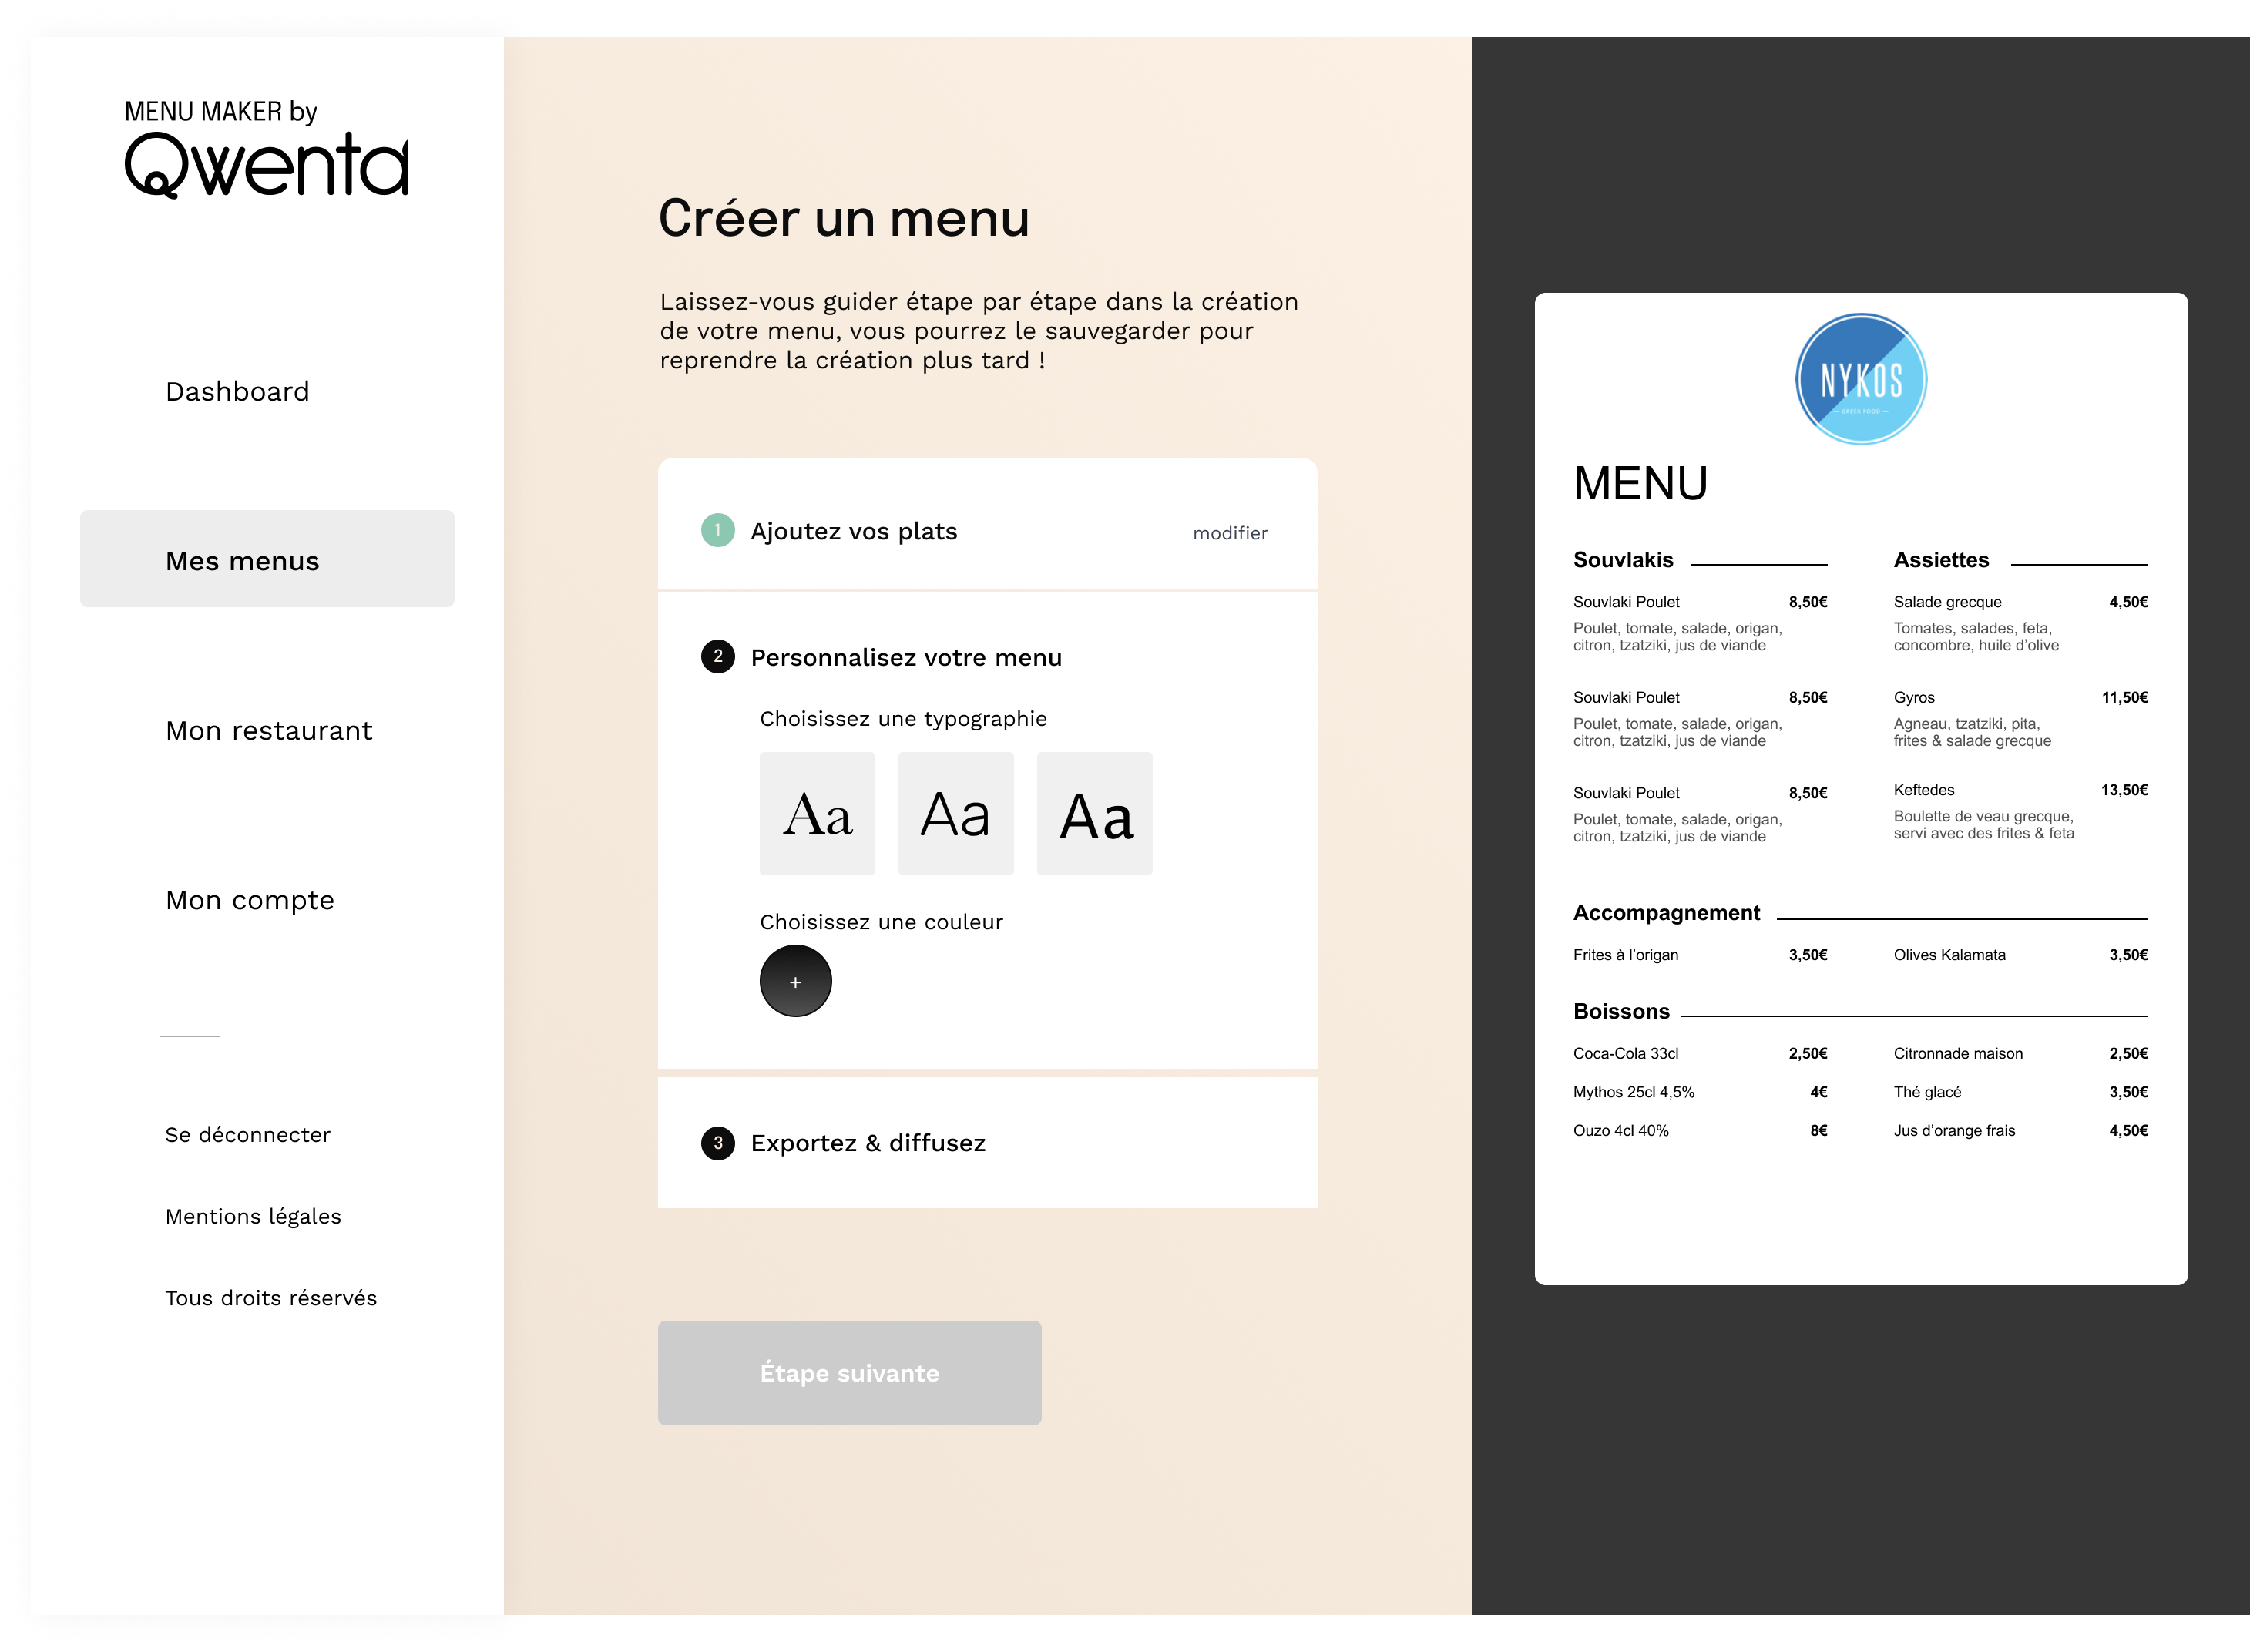 MENU MAKER by
Qwenta
Dashboard
Mes menus
Mon restaurant
Mon compte
Se déconnecter
Mentions légales
Tous droits réservés
Créer un menu
Laissez-vous guider étape par étape dans la création
de votre menu, vous pourrez le sauvegarder pour
reprendre la création plus tard !
1 Ajoutez vos plats modifier
2 Personnalisez votre menu
Choisissez une typographie
Aa Aa Aa
Choisissez une couleur
+
3 Exportez & diffusez
Étape suivante
NYKOS
— GREEK FOOD —
MENU
Souvlakis
Souvlaki Poulet 8,50€
Poulet, tomate, salade, origan,
citron, tzatziki, jus de viande
Souvlaki Poulet 8,50€
Poulet, tomate, salade, origan,
citron, tzatziki, jus de viande
Souvlaki Poulet 8,50€
Poulet, tomate, salade, origan,
citron, tzatziki, jus de viande
Assiettes
Salade grecque 4,50€
Tomates, salades, feta,
concombre, huile d’olive
Gyros 11,50€
Agneau, tzatziki, pita,
frites & salade grecque
Keftedes 13,50€
Boulette de veau grecque,
servi avec des frites & feta
Accompagnement
Frites à l’origan 3,50€ Olives Kalamata 3,50€
Boissons
Coca-Cola 33cl 2,50€ Citronnade maison 2,50€
Mythos 25cl 4,5% 4€ Thé glacé 3,50€
Ouzo 4cl 40% 8€ Jus d’orange frais 4,50€